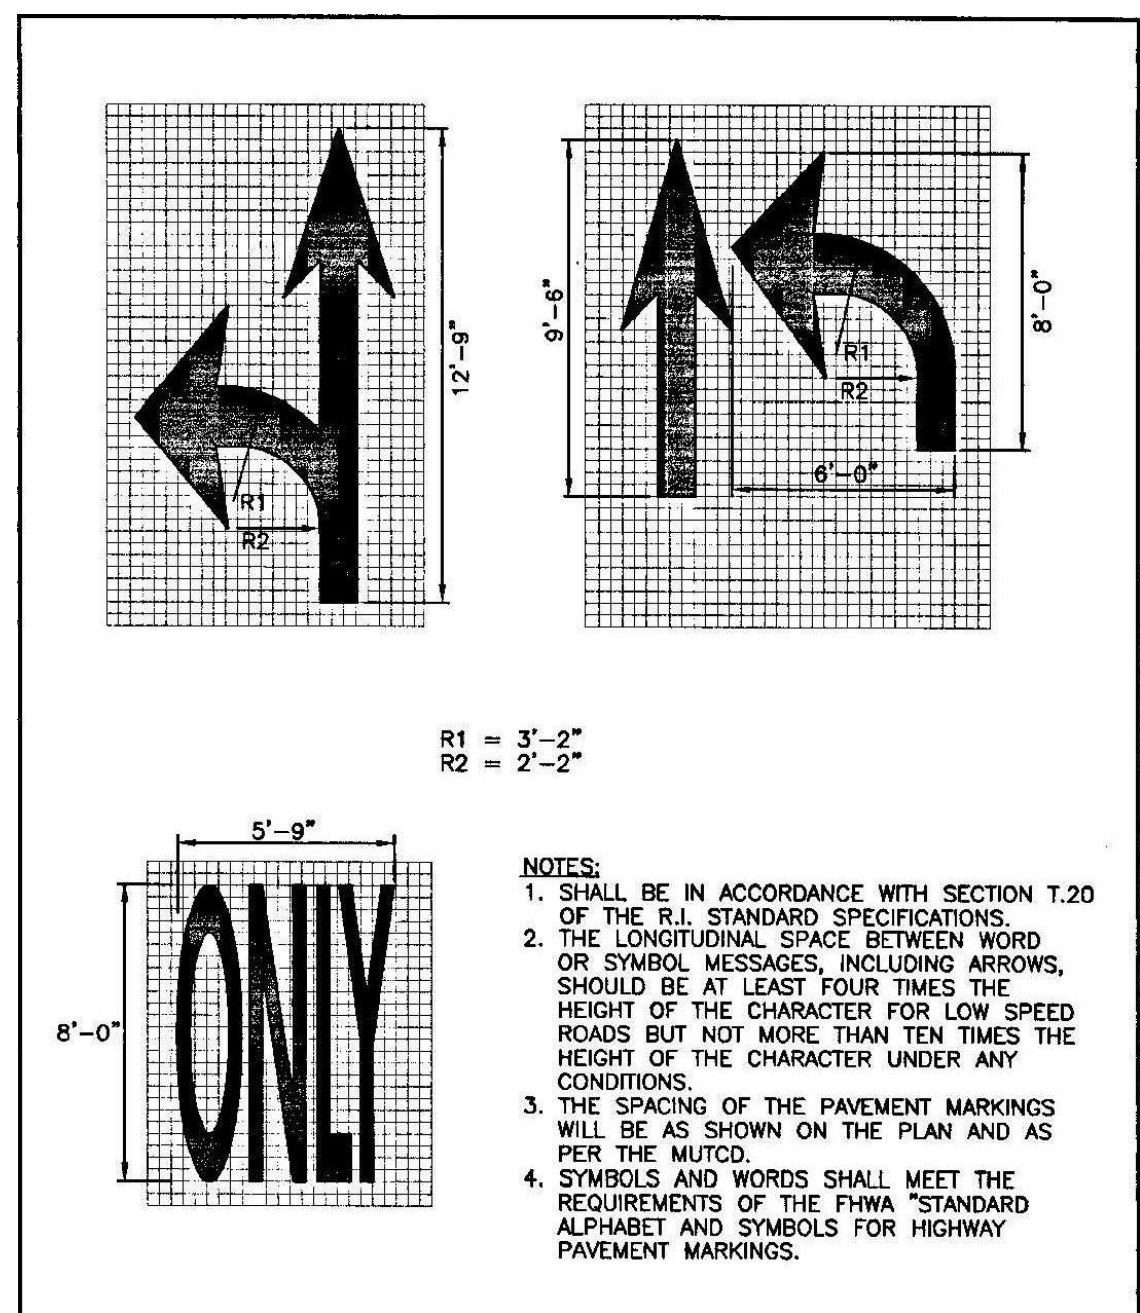 12'-9"
R1
R2
9'-6"
8'-0"
R1
R2
6'-0"
R1 = 3'-2"
R2 = 2'-2"
5'-9"
8'-0"
ONLY
NOTES:
1. SHALL BE IN ACCORDANCE WITH SECTION T.20
OF THE R.I. STANDARD SPECIFICATIONS.
2. THE LONGITUDINAL SPACE BETWEEN WORD
OR SYMBOL MESSAGES, INCLUDING ARROWS,
SHOULD BE AT LEAST FOUR TIMES THE
HEIGHT OF THE CHARACTER FOR LOW SPEED
ROADS BUT NOT MORE THAN TEN TIMES THE
HEIGHT OF THE CHARACTER UNDER ANY
CONDITIONS.
3. THE SPACING OF THE PAVEMENT MARKINGS
WILL BE AS SHOWN ON THE PLAN AND AS
PER THE MUTCD.
4. SYMBOLS AND WORDS SHALL MEET THE
REQUIREMENTS OF THE FHWA "STANDARD
ALPHABET AND SYMBOLS FOR HIGHWAY
PAVEMENT MARKINGS.